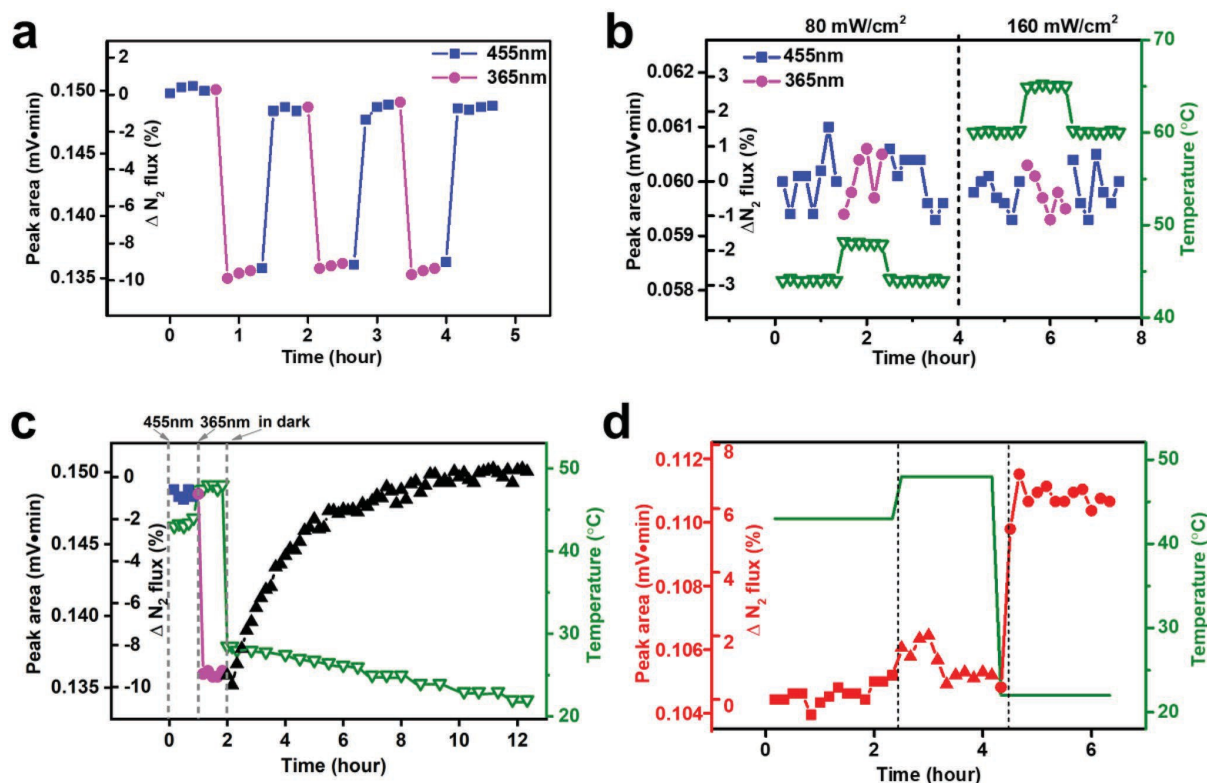 a
455nm
365nm
Peak area (mV•min)
0.150
0.145
0.140
0.135
Δ N₂ flux (%)
2
0
-2
-4
-6
-8
-10
0 1 2 3 4 5
Time (hour)
b
80 mW/cm² 160 mW/cm²
455nm
365nm
Peak area (mV•min)
0.062
0.061
0.060
0.059
0.058
ΔN₂ flux (%)
3
2
1
0
-1
-2
-3
Temperature (°C)
70
60
50
40
0 2 4 6 8
Time (hour)
c
455nm 365nm in dark
Peak area (mV•min)
0.150
0.145
0.140
0.135
Δ N₂ flux (%)
0
-2
-4
-6
-8
-10
Temperature (°C)
50
40
30
20
0 2 4 6 8 10 12
Time (hour)
d
Peak area (mV•min)
0.112
0.110
0.108
0.106
0.104
Δ N₂ flux (%)
8
6
4
2
0
Temperature (°C)
50
40
30
20
0 2 4 6
Time (hour)